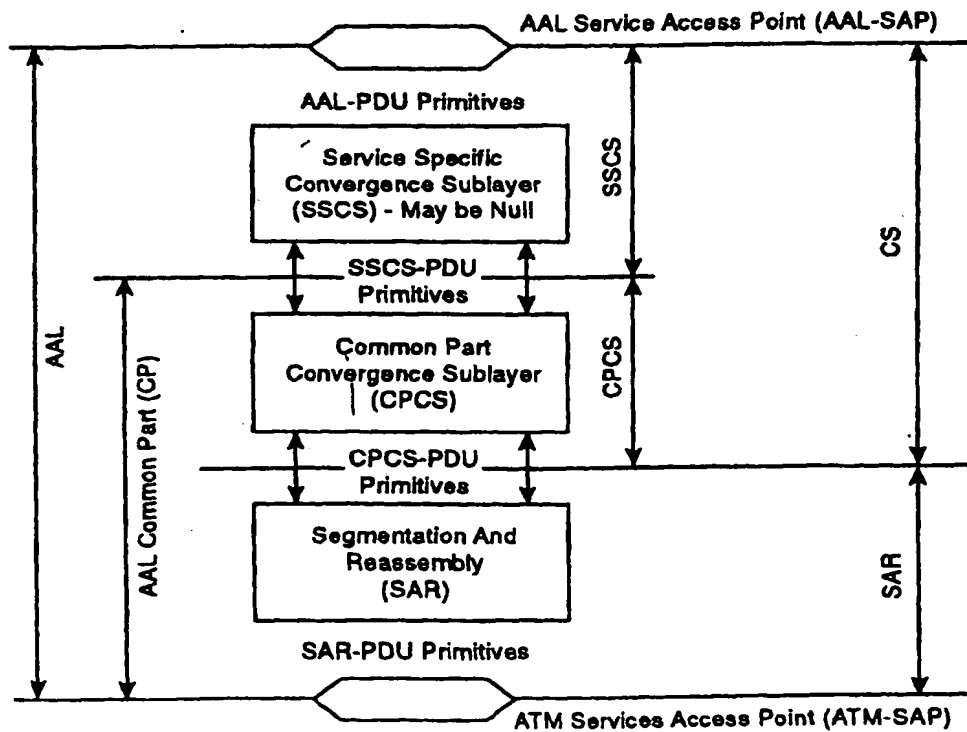 AAL Service Access Point (AAL-SAP)
AAL-PDU Primitives
Service Specific
Convergence Sublayer
(SSCS) - May be Null
SSCS-PDU
Primitives
Common Part
Convergence Sublayer
(CPCS)
CPCS-PDU
Primitives
Segmentation And
Reassembly
(SAR)
SAR-PDU Primitives
ATM Services Access Point (ATM-SAP)
AAL
AAL Common Part (CP)
SSCS
CPCS
CS
SAR